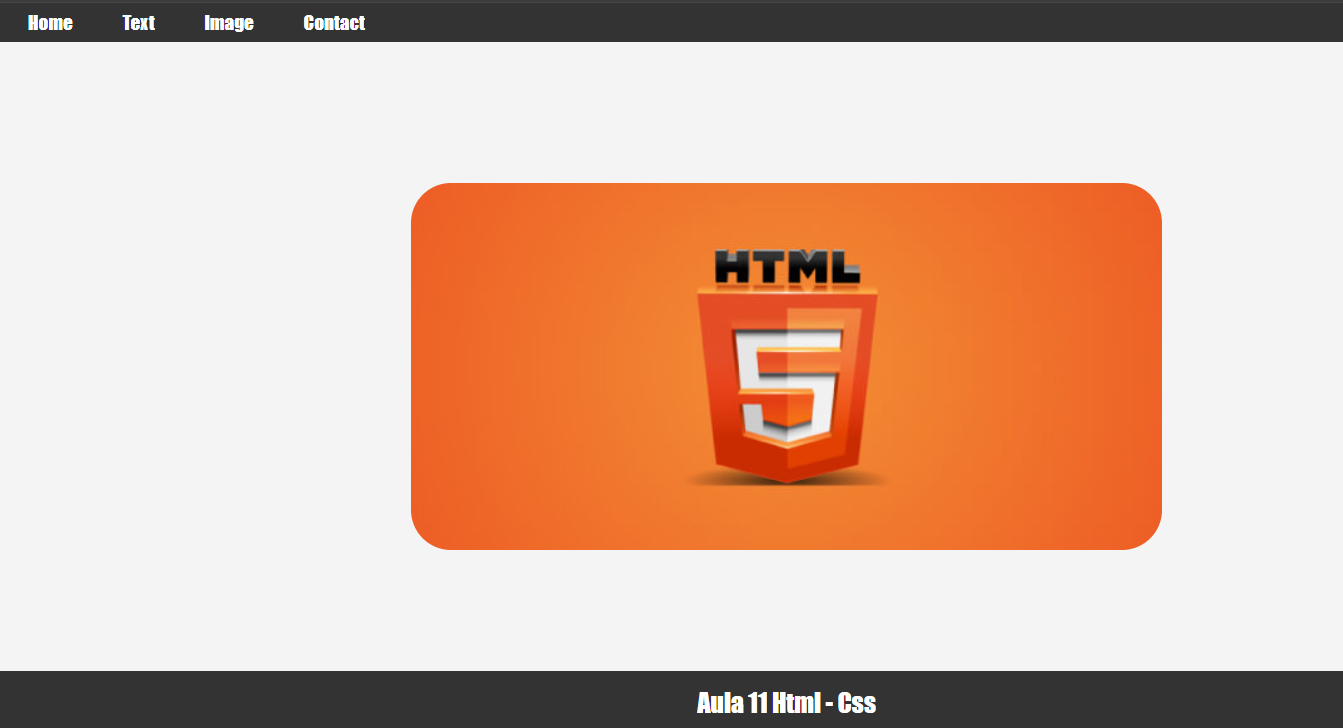 Home Text Image Contact
HTML
5
Aula 11 Html - Css